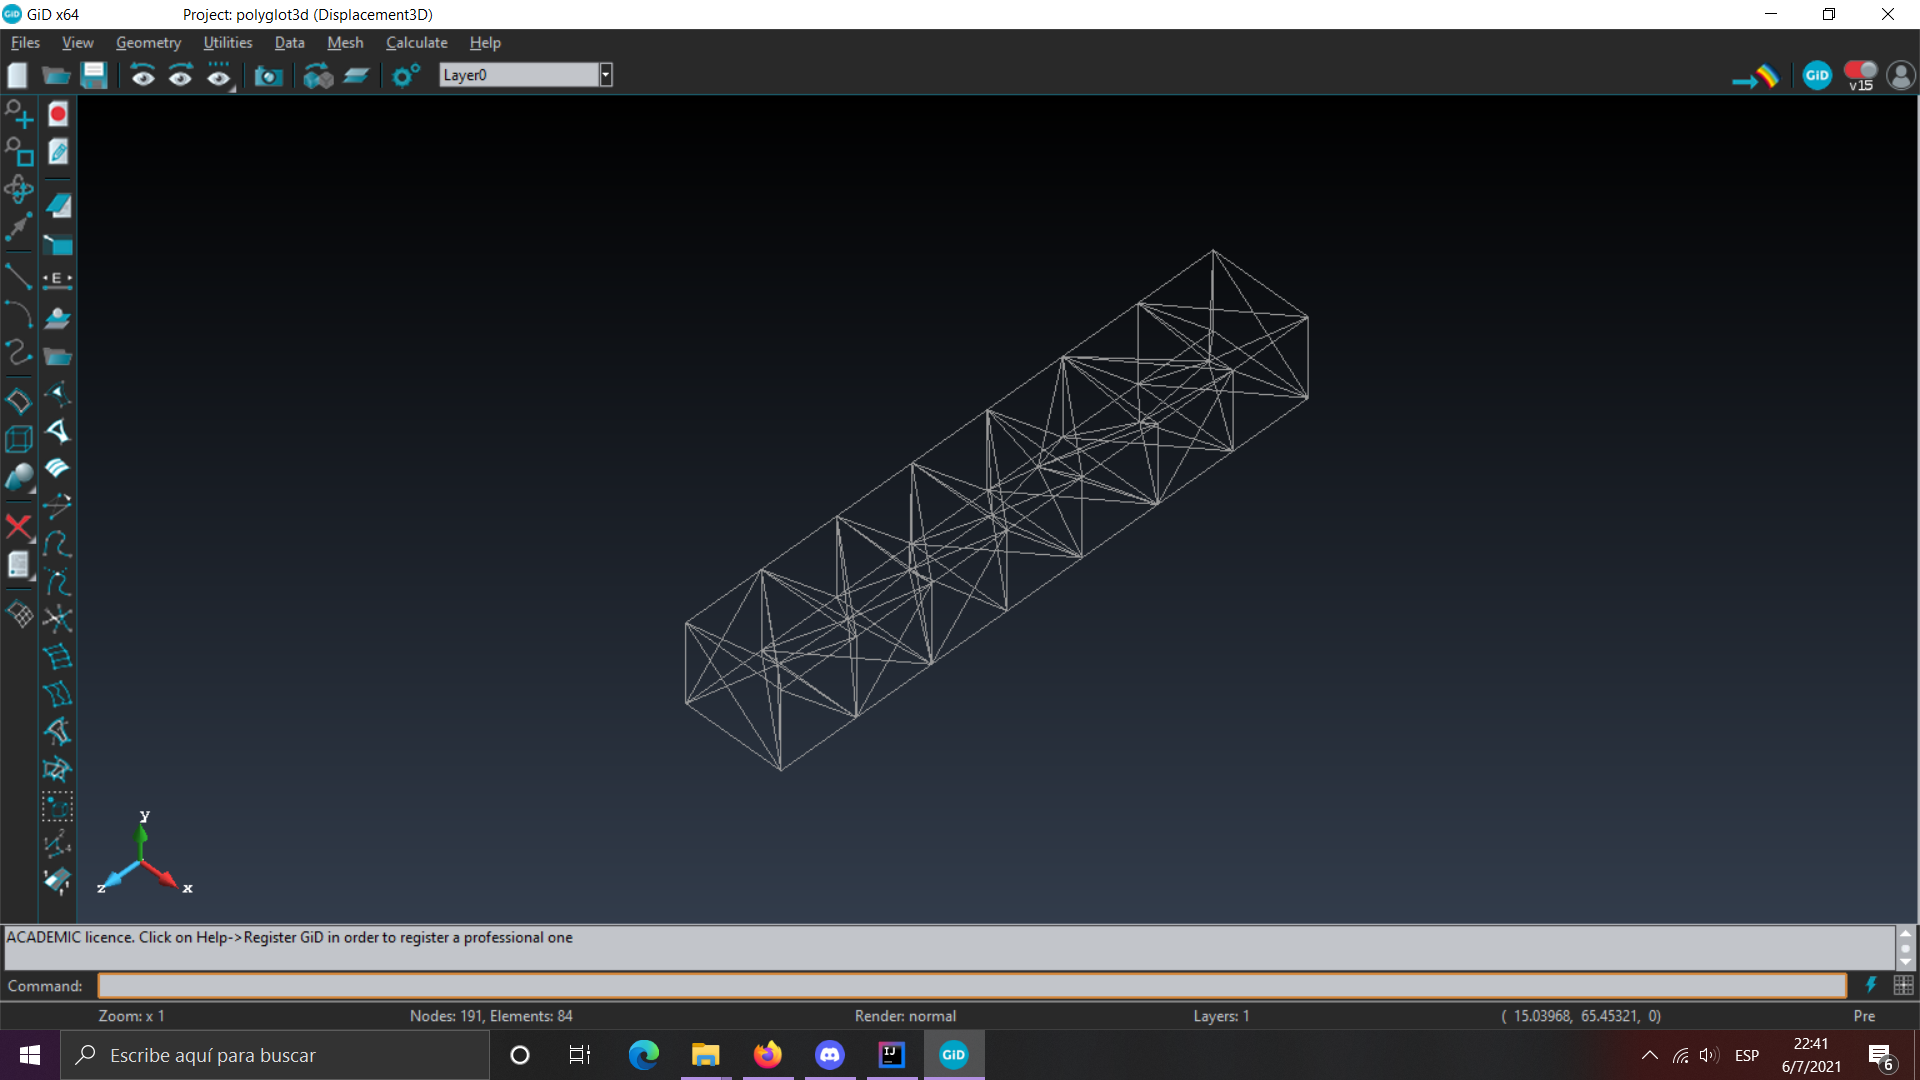 GiD x64 Project: polyglot3d (Displacement3D)
Files View Geometry Utilities Data Mesh Calculate Help
Layer0
GiD
v15
E
y
z
x
ACADEMIC licence. Click on Help->Register GiD in order to register a professional one
Command:
Zoom: x 1 Nodes: 191, Elements: 84 Render: normal Layers: 1 ( 15.03968, 65.45321, 0) Pre
Escribe aquí para buscar
IJ
GiD
ESP
22:41
6/7/2021
6